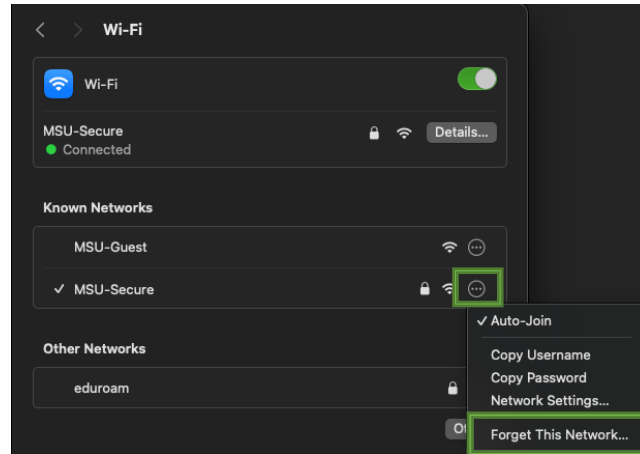 Wi-Fi
Wi-Fi
MSU-Secure
Details...
Connected
Known Networks
MSU-Guest
MSU-Secure
Auto-Join
Other Networks
Copy Username
eduroam
Copy Password
Network Settings...
Forget This Network...